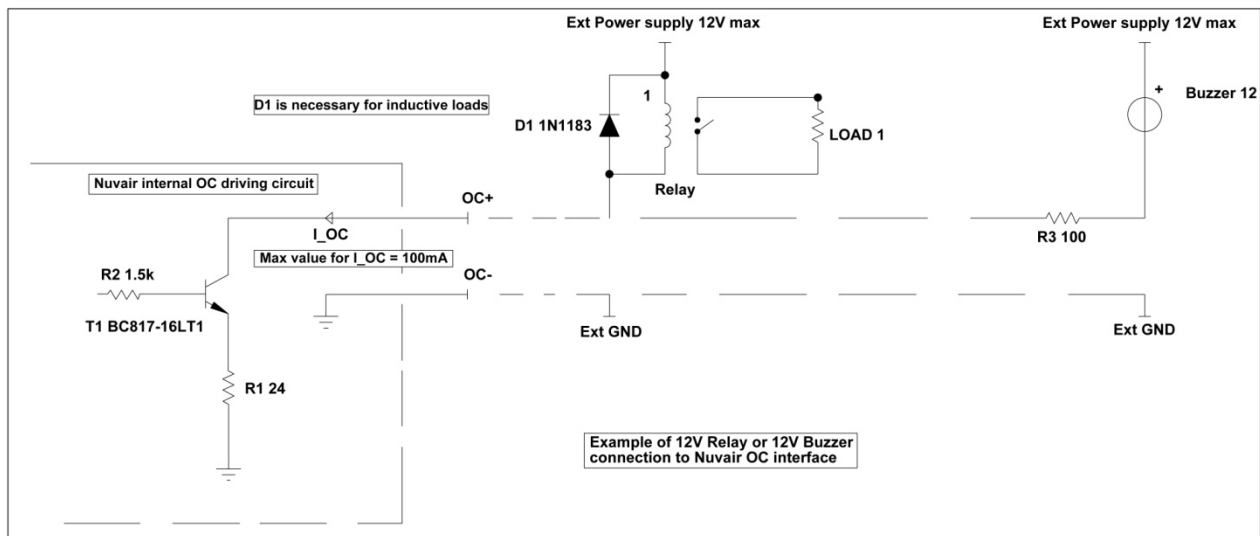 Ext Power supply 12V max
Ext Power supply 12V max
1
+
Buzzer 12
D1 is necessary for inductive loads
D1 1N1183
LOAD 1
Nuvair internal OC driving circuit
Relay
OC+
I_OC
R3 100
Max value for I_OC = 100mA
OC-
R2 1.5k
T1 BC817-16LT1
Ext GND
Ext GND
R1 24
Example of 12V Relay or 12V Buzzer
connection to Nuvair OC interface